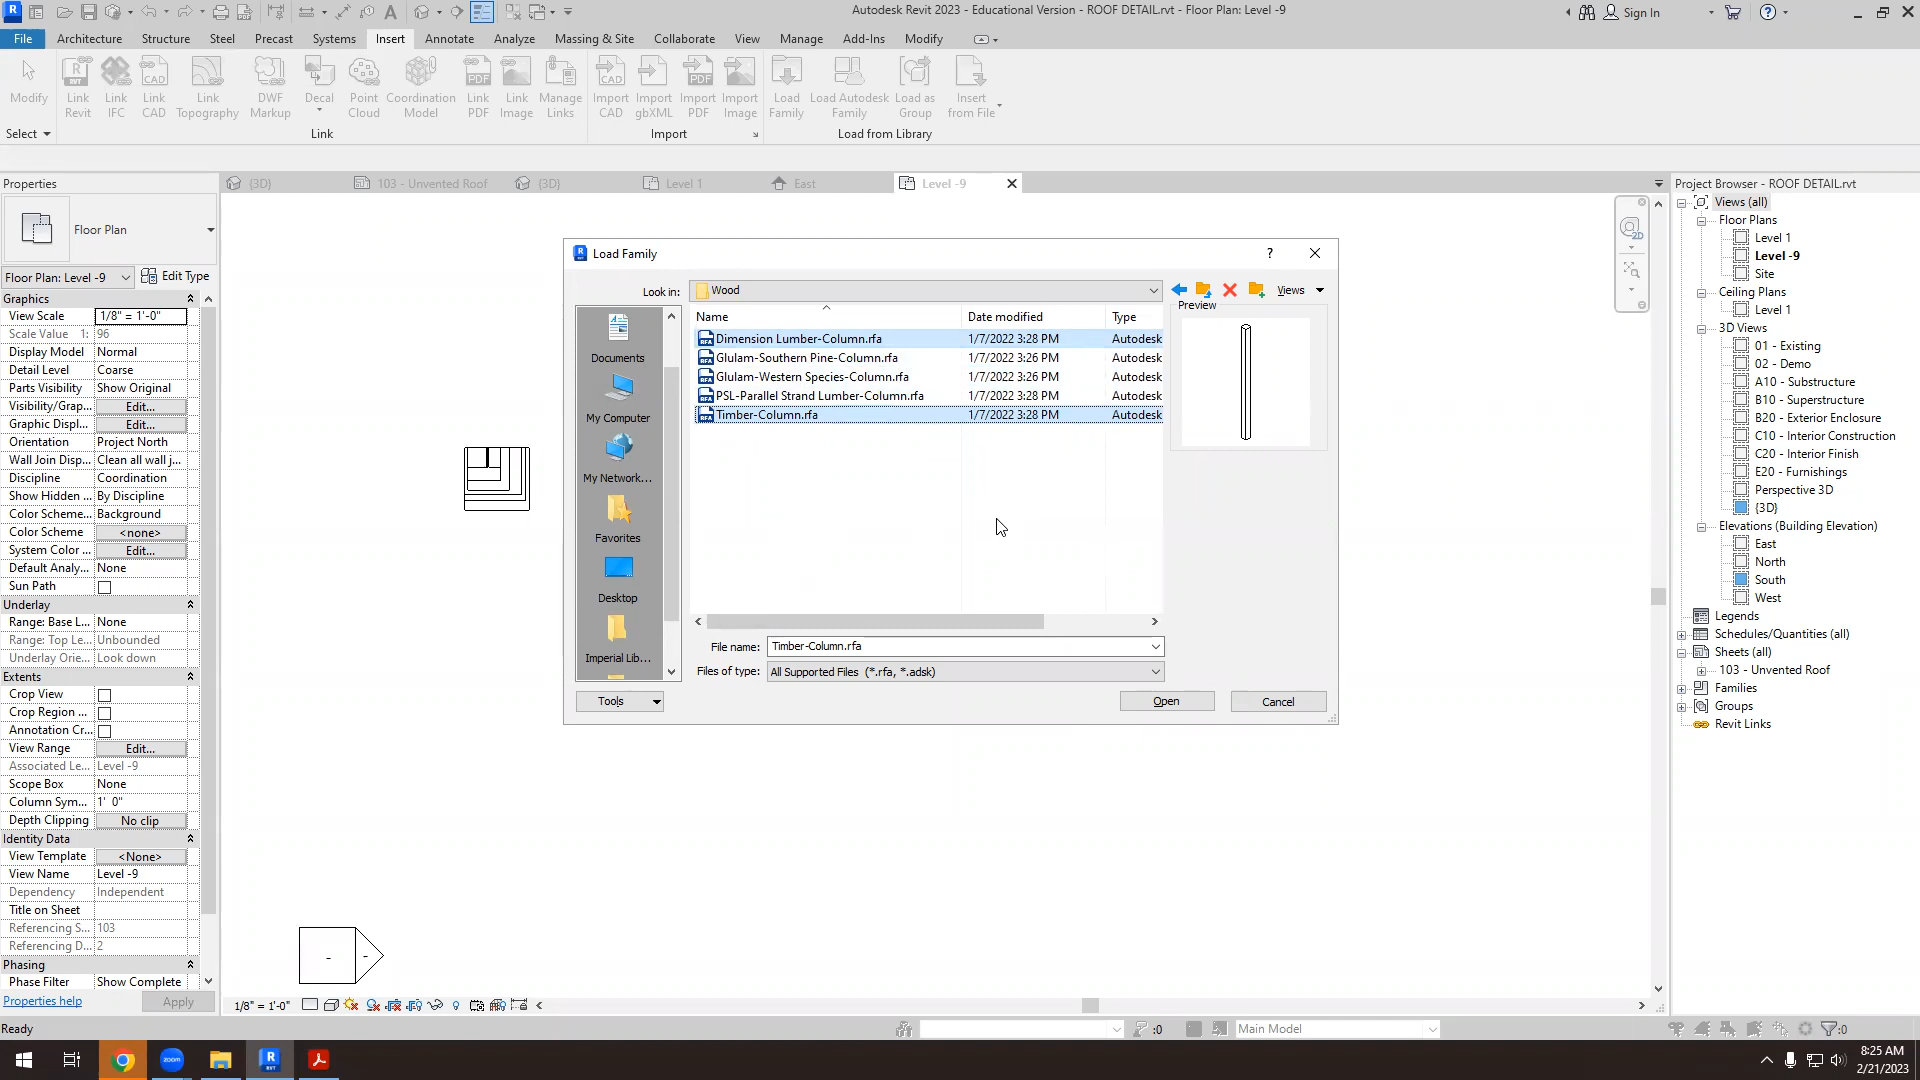 Autodesk Revit 2023 - Educational Version - ROOF DETAIL.rvt - Floor Plan: Level -9
Sign In
File Architecture Structure Steel Precast Systems Insert Annotate Analyze Massing & Site Collaborate View Manage Add-Ins Modify
Modify
Link Revit
Link IFC
Link CAD
Link Topography
DWF Markup
Decal
Point Cloud
Coordination Model
Link PDF
Link Image
Manage Links
Import CAD
Import gbXML
Import PDF
Import Image
Load Family
Load Autodesk Family
Load as Group
Insert from File
Select
Link
Import
Load from Library
Properties
{3D}
103 - Unvented Roof
{3D}
Level 1
East
Level -9
Project Browser - ROOF DETAIL.rvt
Floor Plan
Floor Plan: Level -9 Edit Type
Graphics
View Scale 1/8" = 1'-0"
Scale Value 1: 96
Display Model Normal
Detail Level Coarse
Parts Visibility Show Original
Visibility/Grap... Edit...
Graphic Displ... Edit...
Orientation Project North
Wall Join Disp... Clean all wall j...
Discipline Coordination
Show Hidden ... By Discipline
Color Scheme... Background
Color Scheme <none>
System Color ... Edit...
Default Analy... None
Sun Path
Underlay
Range: Base L... None
Range: Top Le... Unbounded
Underlay Orie... Look down
Extents
Crop View
Crop Region ...
Annotation Cr...
View Range Edit...
Associated Le... Level -9
Scope Box None
Column Sym... 1' 0"
Depth Clipping No clip
Identity Data
View Template <None>
View Name Level -9
Dependency Independent
Title on Sheet
Referencing S... 103
Referencing D... 2
Phasing
Phase Filter Show Complete
Properties help Apply
Load Family
Look in: Wood
Views
Preview
Name Date modified Type
Dimension Lumber-Column.rfa 1/7/2022 3:28 PM Autodesk
Glulam-Southern Pine-Column.rfa 1/7/2022 3:26 PM Autodesk
Glulam-Western Species-Column.rfa 1/7/2022 3:26 PM Autodesk
PSL-Parallel Strand Lumber-Column.rfa 1/7/2022 3:28 PM Autodesk
Timber-Column.rfa 1/7/2022 3:28 PM Autodesk
Documents
My Computer
My Network...
Favorites
Desktop
Imperial Lib...
File name: Timber-Column.rfa
Files of type: All Supported Files (*.rfa, *.adsk)
Tools Open Cancel
Views (all)
Floor Plans
Level 1
Level -9
Site
Ceiling Plans
Level 1
3D Views
01 - Existing
02 - Demo
A10 - Substructure
B10 - Superstructure
B20 - Exterior Enclosure
C10 - Interior Construction
C20 - Interior Finish
E20 - Furnishings
Perspective 3D
{3D}
Elevations (Building Elevation)
East
North
South
West
Legends
Schedules/Quantities (all)
Sheets (all)
103 - Unvented Roof
Families
Groups
Revit Links
1/8" = 1'-0"
Ready
:0
Main Model
:0
8:25 AM
2/21/2023